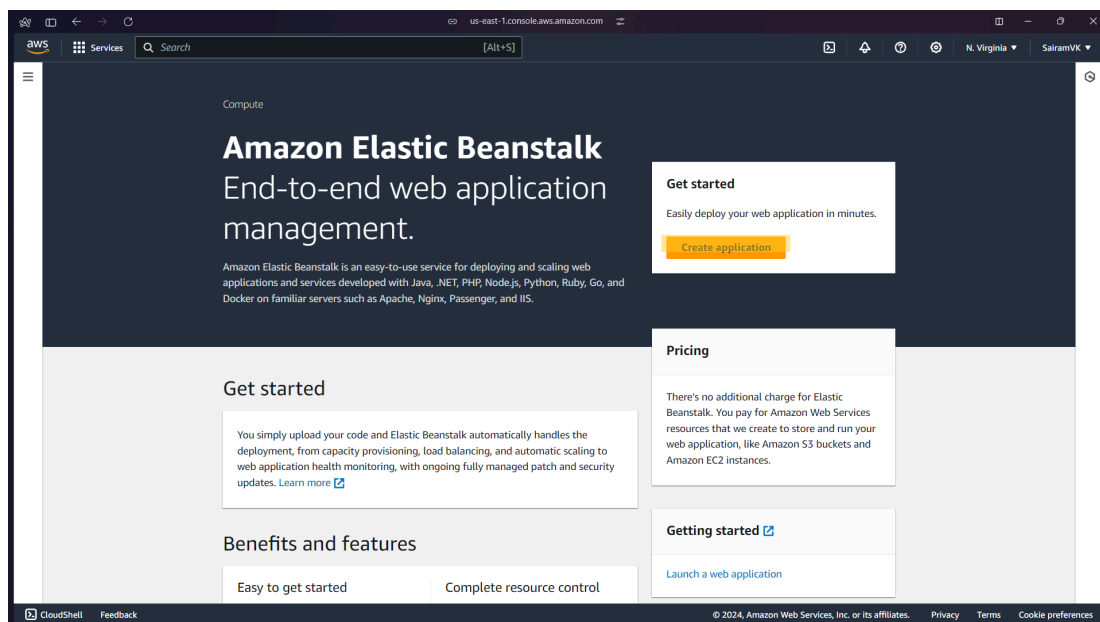 us-east-1.console.aws.amazon.com
aws
Services
Search
[Alt+S]
N. Virginia
SairamVK
Compute
Amazon Elastic Beanstalk
End-to-end web application
management.
Amazon Elastic Beanstalk is an easy-to-use service for deploying and scaling web
applications and services developed with Java, .NET, PHP, Node.js, Python, Ruby, Go, and
Docker on familiar servers such as Apache, Nginx, Passenger, and IIS.
Get started
Easily deploy your web application in minutes.
Create application
Pricing
There's no additional charge for Elastic
Beanstalk. You pay for Amazon Web Services
resources that we create to store and run your
web application, like Amazon S3 buckets and
Amazon EC2 instances.
Get started
You simply upload your code and Elastic Beanstalk automatically handles the
deployment, from capacity provisioning, load balancing, and automatic scaling to
web application health monitoring, with ongoing fully managed patch and security
updates. Learn more
Getting started
Launch a web application
Benefits and features
Easy to get started
Complete resource control
CloudShell
Feedback
© 2024, Amazon Web Services, Inc. or its affiliates.
Privacy
Terms
Cookie preferences